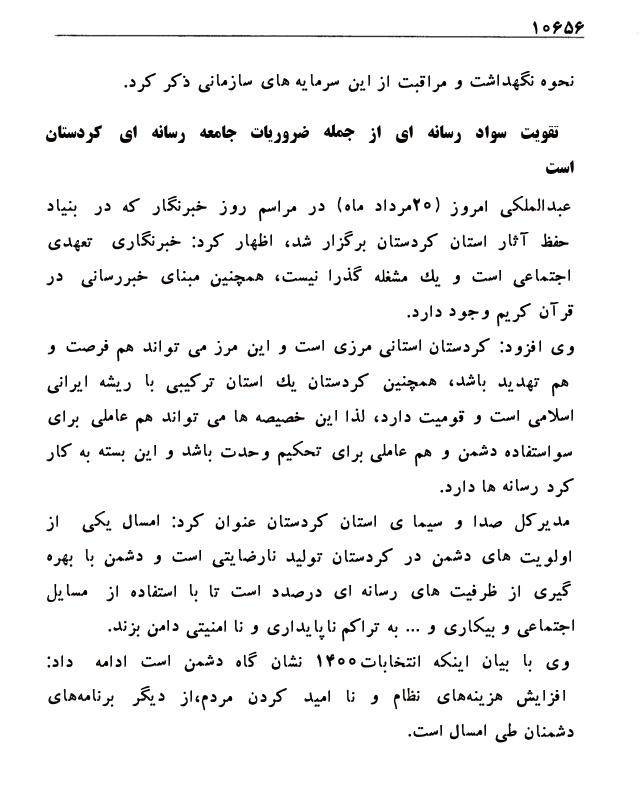 ۱۰۶۵۶
نحوه نگهداشت و مراقبت از این سرمایه های سازمانی ذکر کرد.
تقویت سواد رسانه ای از جمله ضروریات جامعه رسانه ای کردستان
است
عبدالملکی امروز (۲۰مرداد ماه) در مراسم روز خبرنگار که در بنیاد
حفظ آثار استان کردستان برگزار شد، اظهار کرد: خبرنگاری تعهدی
اجتماعی است و یك مشغله گذرا نیست، همچنین مبنای خبررسانی در
قرآن کریم وجود دارد.
وی افزود: کردستان استانی مرزی است و این مرز می تواند هم فرصت و
هم تهدید باشد، همچنین کردستان یك استان ترکیبی با ریشه ایرانی
اسلامی است و قومیت دارد، لذا این خصیصه ها می تواند هم عاملی برای
سواستفاده دشمن و هم عاملی برای تحکیم وحدت باشد و این بسته به کار
کرد رسانه ها دارد.
مدیرکل صدا و سیما ی استان کردستان عنوان کرد: امسال یکی از
اولویت های دشمن در کردستان تولید نارضایتی است و دشمن با بهره
گیری از ظرفیت های رسانه ای درصدد است تا با استفاده از مسایل
اجتماعی و بیکاری و ... به تراکم ناپایداری و نا امنیتی دامن بزند.
وی با بیان اینکه انتخابات۱۴۰۰ نشان گاه دشمن است ادامه داد:
افزایش هزینه‌های نظام و نا امید کردن مردم،از دیگر برنامه‌های
دشمنان طی امسال است.